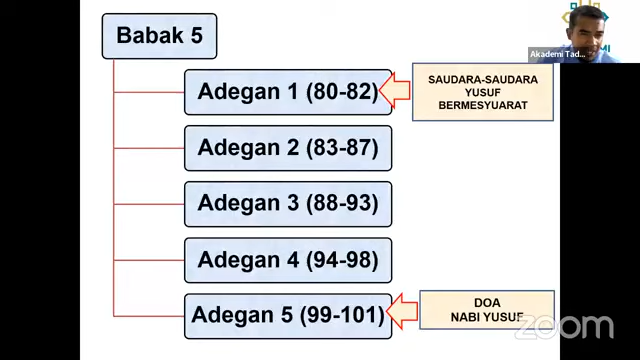 Babak 5
Akademi Tad...
Adegan 1 (80-82)
SAUDARA-SAUDARA
YUSUF
BERMESYUARAT
Adegan 2 (83-87)
Adegan 3 (88-93)
Adegan 4 (94-98)
Adegan 5 (99-101)
DOA
NABI YUSUF
zoom